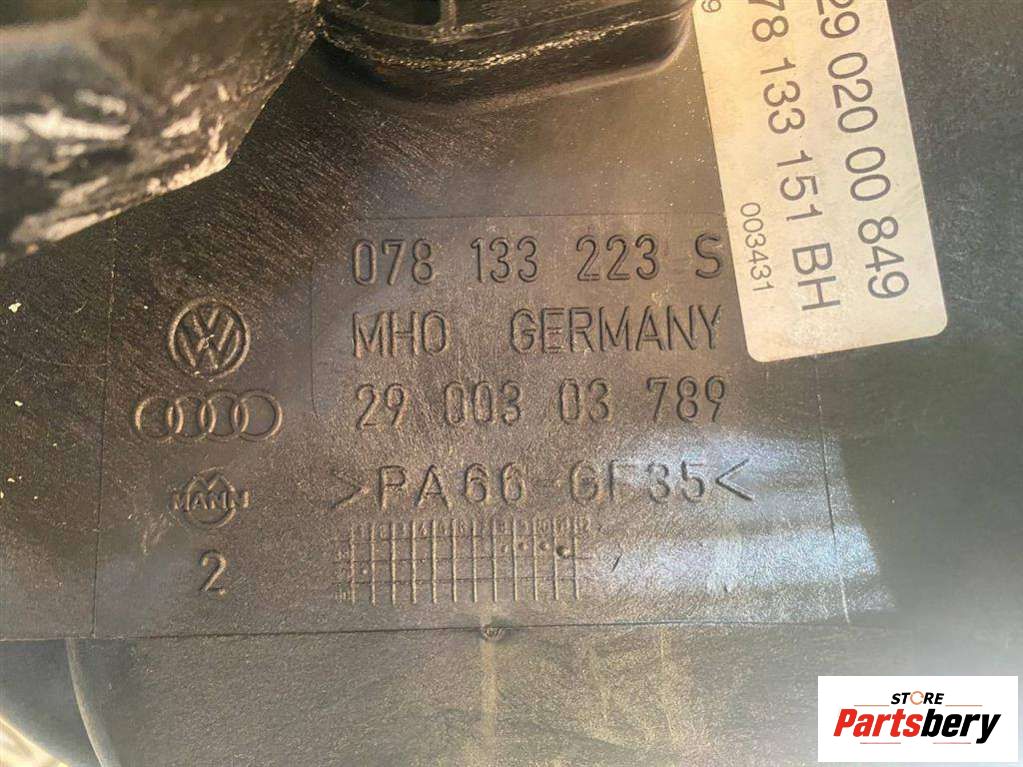 078 133 223 S
MHO GERMANY
29 003 03 789
>PA66 GF35<
MANN
2
29 020 00 849
78 133 151 BH
003431
STORE
Partsbery